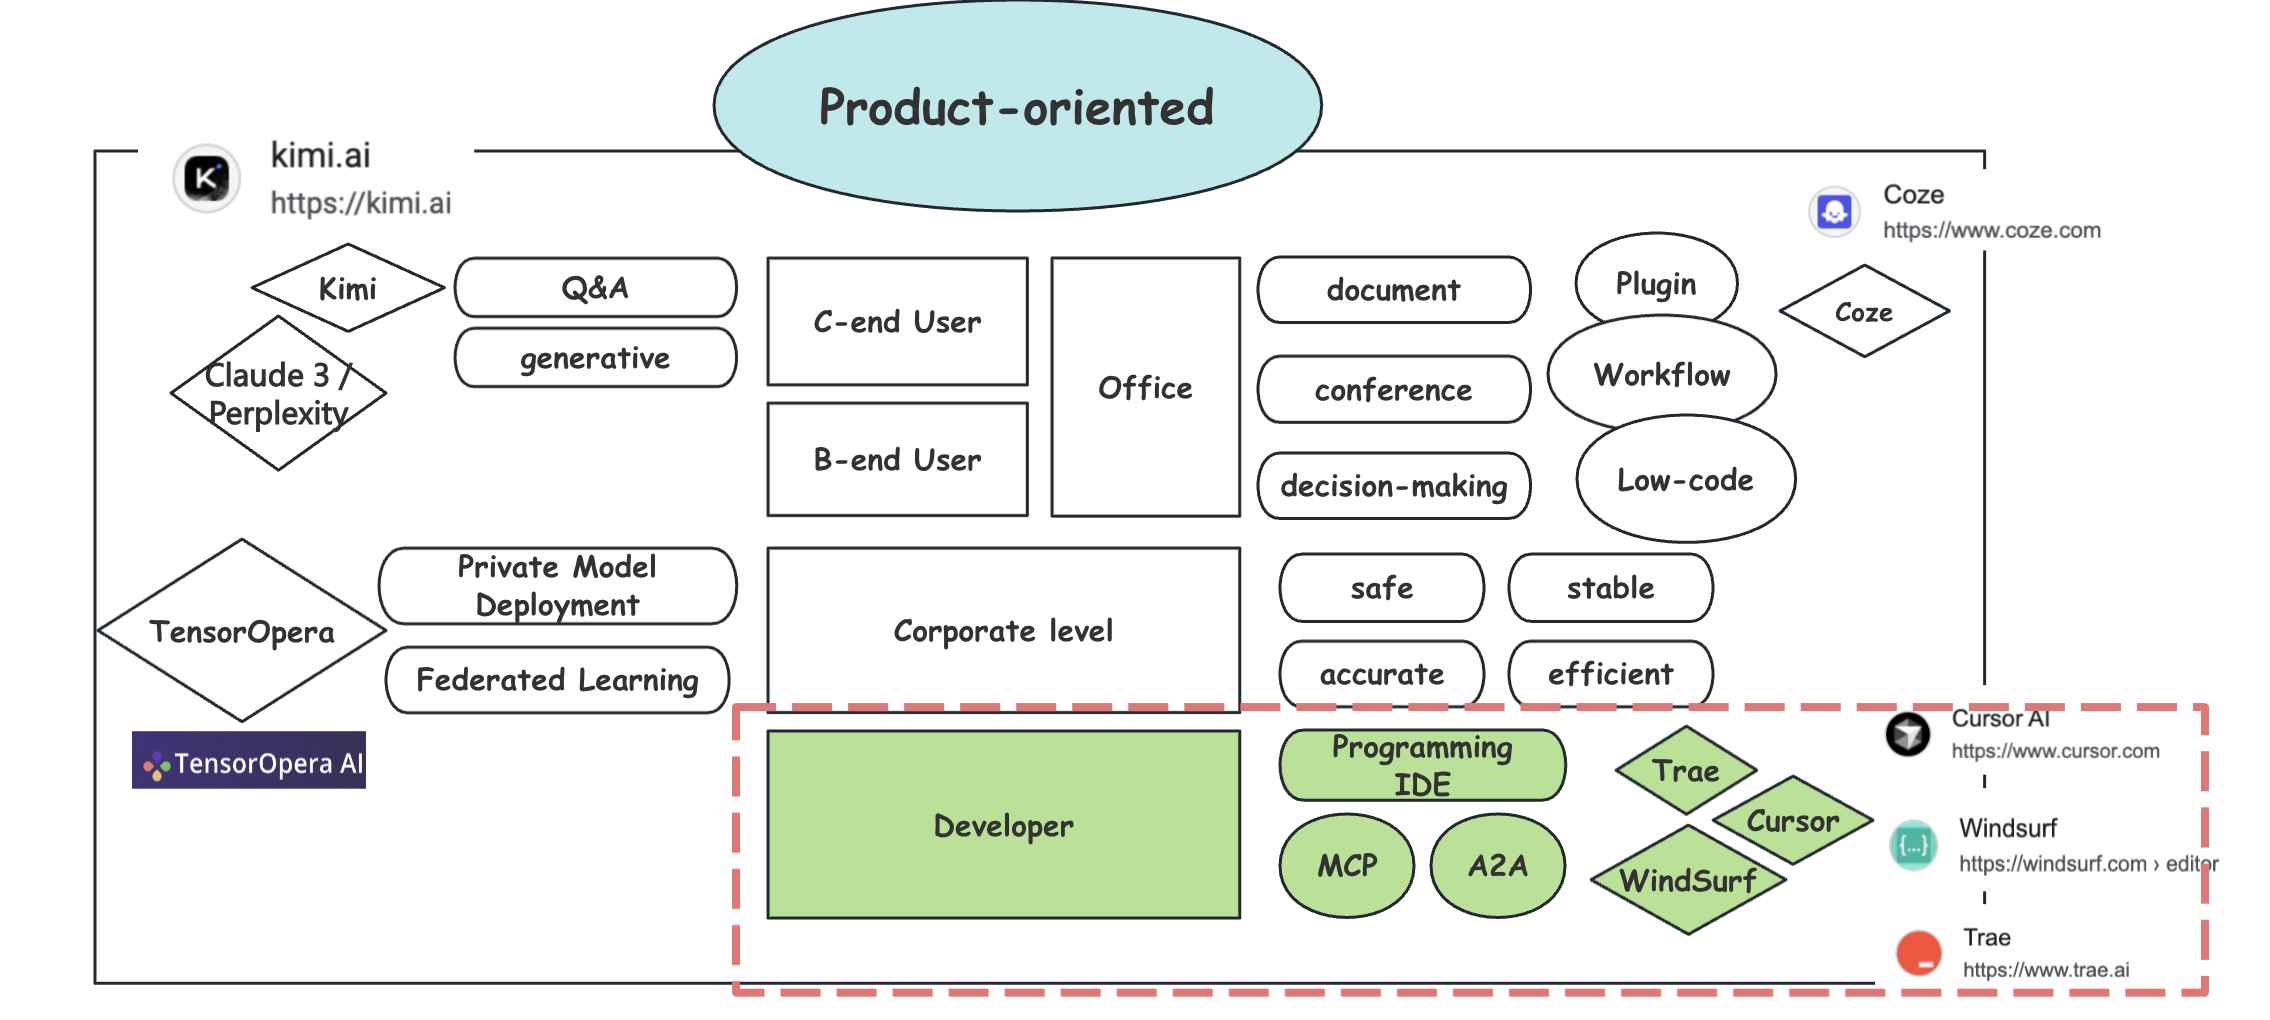 Product-oriented
kimi.ai
https://kimi.ai
Coze
https://www.coze.com
Kimi
Q&A
generative
Claude 3 /
Perplexity
C-end User
B-end User
Office
document
conference
decision-making
Plugin
Workflow
Low-code
Coze
TensorOpera
Private Model
Deployment
Federated Learning
Corporate level
safe
stable
accurate
efficient
TensorOpera AI
Developer
Programming
IDE
MCP
A2A
Trae
Cursor
WindSurf
Cursor AI
https://www.cursor.com
Windsurf
https://windsurf.com › editor
Trae
https://www.trae.ai